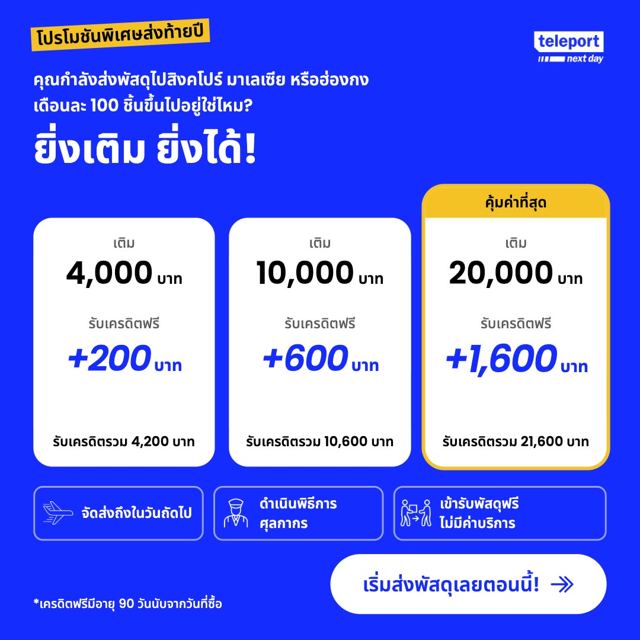 โปรโมชันพิเศษส่งท้ายปี
teleport
next day
คุณกำลังส่งพัสดุไปสิงคโปร์ มาเลเซีย หรือฮ่องกง
เดือนละ 100 ชิ้นขึ้นไปอยู่ใช่ไหม?
ยิ่งเติม ยิ่งได้!
เติม
4,000 บาท
รับเครดิตฟรี
+200 บาท
รับเครดิตรวม 4,200 บาท
เติม
10,000 บาท
รับเครดิตฟรี
+600 บาท
รับเครดิตรวม 10,600 บาท
คุ้มค่าที่สุด
เติม
20,000 บาท
รับเครดิตฟรี
+1,600 บาท
รับเครดิตรวม 21,600 บาท
จัดส่งถึงในวันถัดไป
ดำเนินพิธีการ
ศุลกากร
เข้ารับพัสดุฟรี
ไม่มีค่าบริการ
เริ่มส่งพัสดุเลยตอนนี้!
*เครดิตฟรีมีอายุ 90 วันนับจากวันที่ซื้อ